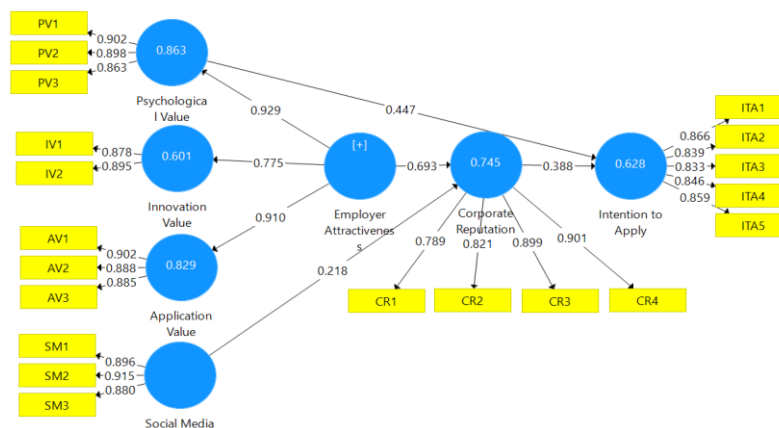 PV1
PV2
PV3
0.902
0.898
0.863
0.863
Psychologica
l Value
0.447
0.929
IV1
IV2
0.878
0.895
0.601
Innovation
Value
0.775
[+]
Employer
Attractivenes
s
0.693
0.745
Corporate
Reputation
0.388
0.628
Intention to
Apply
ITA1
ITA2
ITA3
ITA4
ITA5
0.866
0.839
0.833
0.846
0.859
0.910
AV1
AV2
AV3
0.902
0.888
0.885
0.829
Application
Value
0.218
0.789
0.821
0.899
0.901
CR1
CR2
CR3
CR4
SM1
SM2
SM3
0.896
0.915
0.880
Social Media